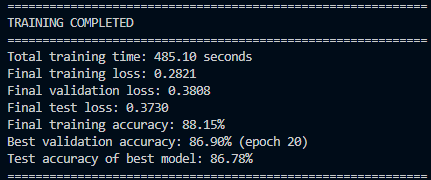 ============================================================
TRAINING COMPLETED
============================================================
Total training time: 485.10 seconds
Final training loss: 0.2821
Final validation loss: 0.3808
Final test loss: 0.3730
Final training accuracy: 88.15%
Best validation accuracy: 86.90% (epoch 20)
Test accuracy of best model: 86.78%
============================================================